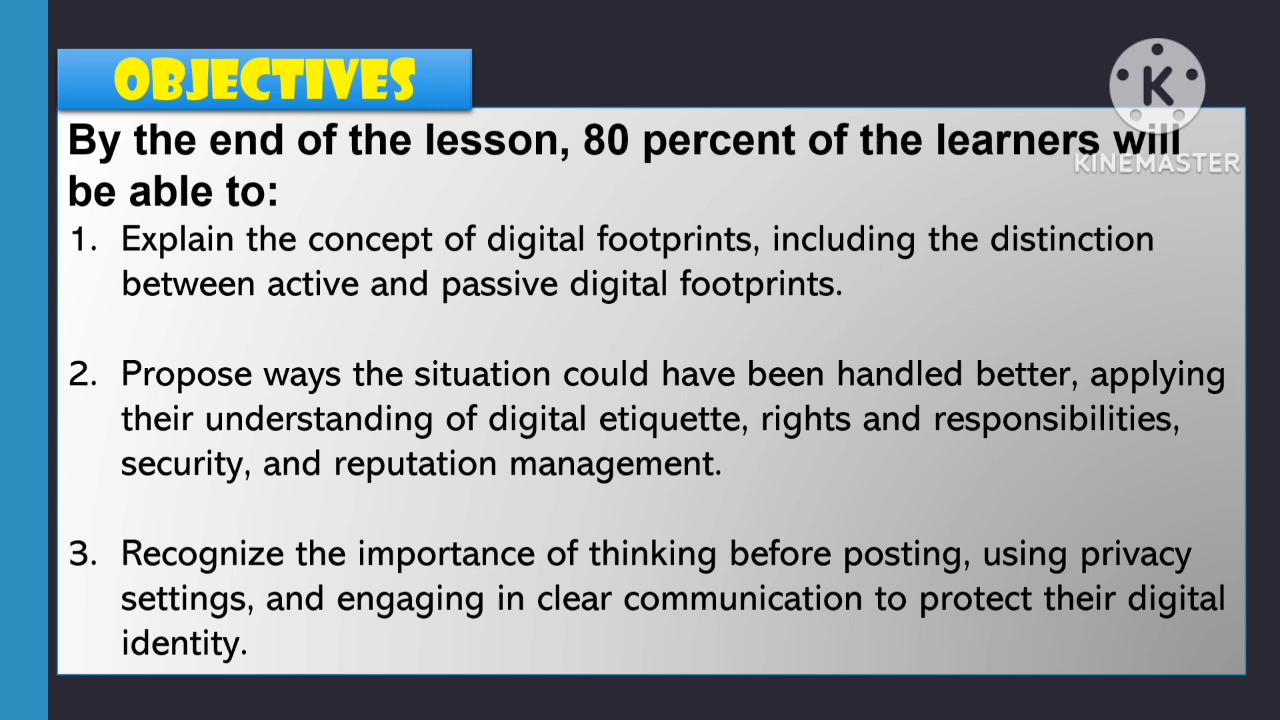 OBJECTIVES
K
KINEMASTER
By the end of the lesson, 80 percent of the learners will
be able to:
1. Explain the concept of digital footprints, including the distinction
between active and passive digital footprints.
2. Propose ways the situation could have been handled better, applying
their understanding of digital etiquette, rights and responsibilities,
security, and reputation management.
3. Recognize the importance of thinking before posting, using privacy
settings, and engaging in clear communication to protect their digital
identity.